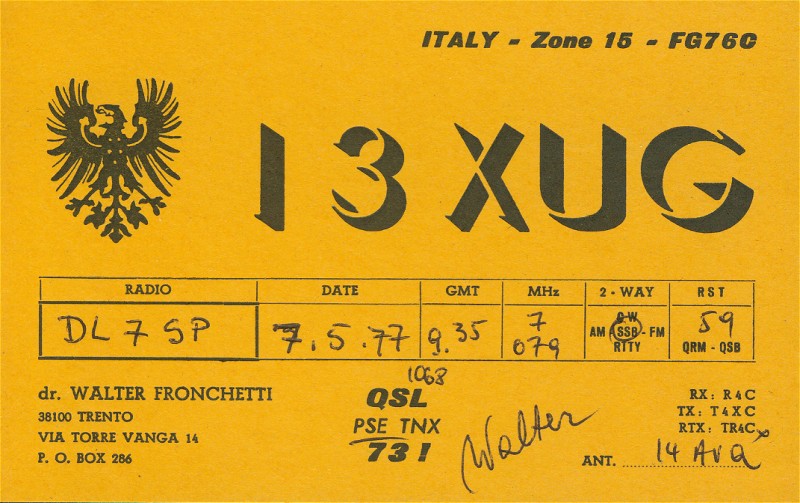 ITALY - Zone 15 - FG76C
I 3 XUG
RADIO DATE GMT MHz 2-WAY RST
DL 7 SP 7.5.77 9.35 7 079 CW AM SSB-FM RTTY 59 QRM-QSB
1068
dr. WALTER FRONCHETTI
38100 TRENTO
VIA TORRE VANGA 14
P. O. BOX 286
QSL
PSE TNX
73!
Walter
RX: R4C
TX: T4XC
RTX: TR4C
ANT. 14 AVQ